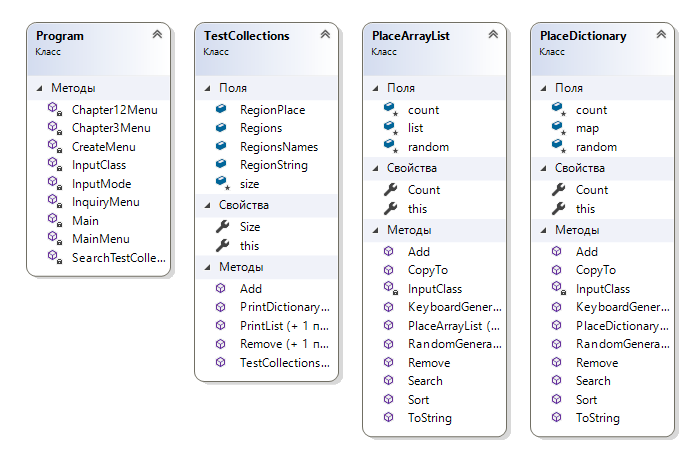 Program
Класс
Методы
Chapter12Menu
Chapter3Menu
CreateMenu
InputClass
InputMode
InquiryMenu
Main
MainMenu
SearchTestColle...
TestCollections
Класс
Поля
RegionPlace
Regions
RegionsNames
RegionString
size
Свойства
Size
this
Методы
Add
PrintDictionary...
PrintList (+ 1 п...
Remove (+ 1 п...
TestCollections...
PlaceArrayList
Класс
Поля
count
list
random
Свойства
Count
this
Методы
Add
CopyTo
InputClass
KeyboardGener...
PlaceArrayList (...
RandomGenera...
Remove
Search
Sort
ToString
PlaceDictionary
Класс
Поля
count
map
random
Свойства
Count
this
Методы
Add
CopyTo
InputClass
KeyboardGener...
PlaceDictionary...
RandomGenera...
Remove
Search
Sort
ToString